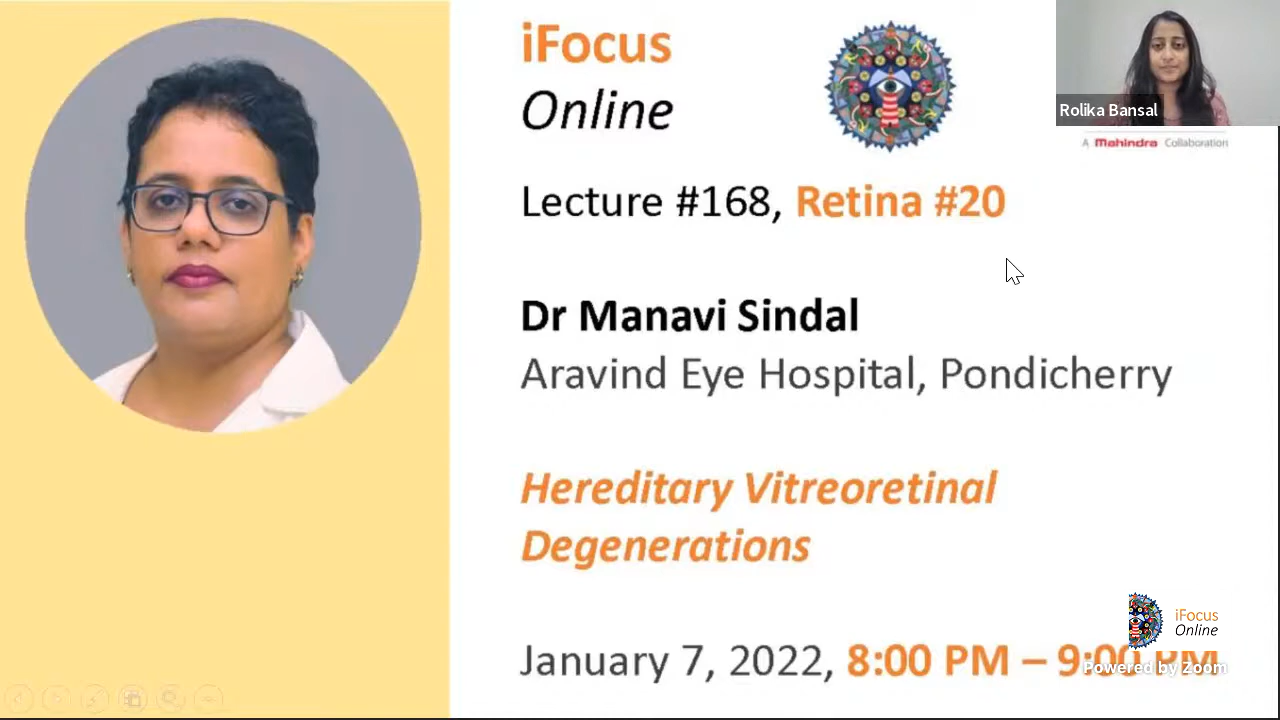 iFocus
Online
Rolika Bansal
A Mahindra Collaboration
Lecture #168, Retina #20
Dr Manavi Sindal
Aravind Eye Hospital, Pondicherry
Hereditary Vitreoretinal
Degenerations
iFocus
Online
January 7, 2022, 8:00 PM – 9:00 PM
Powered by Zoom